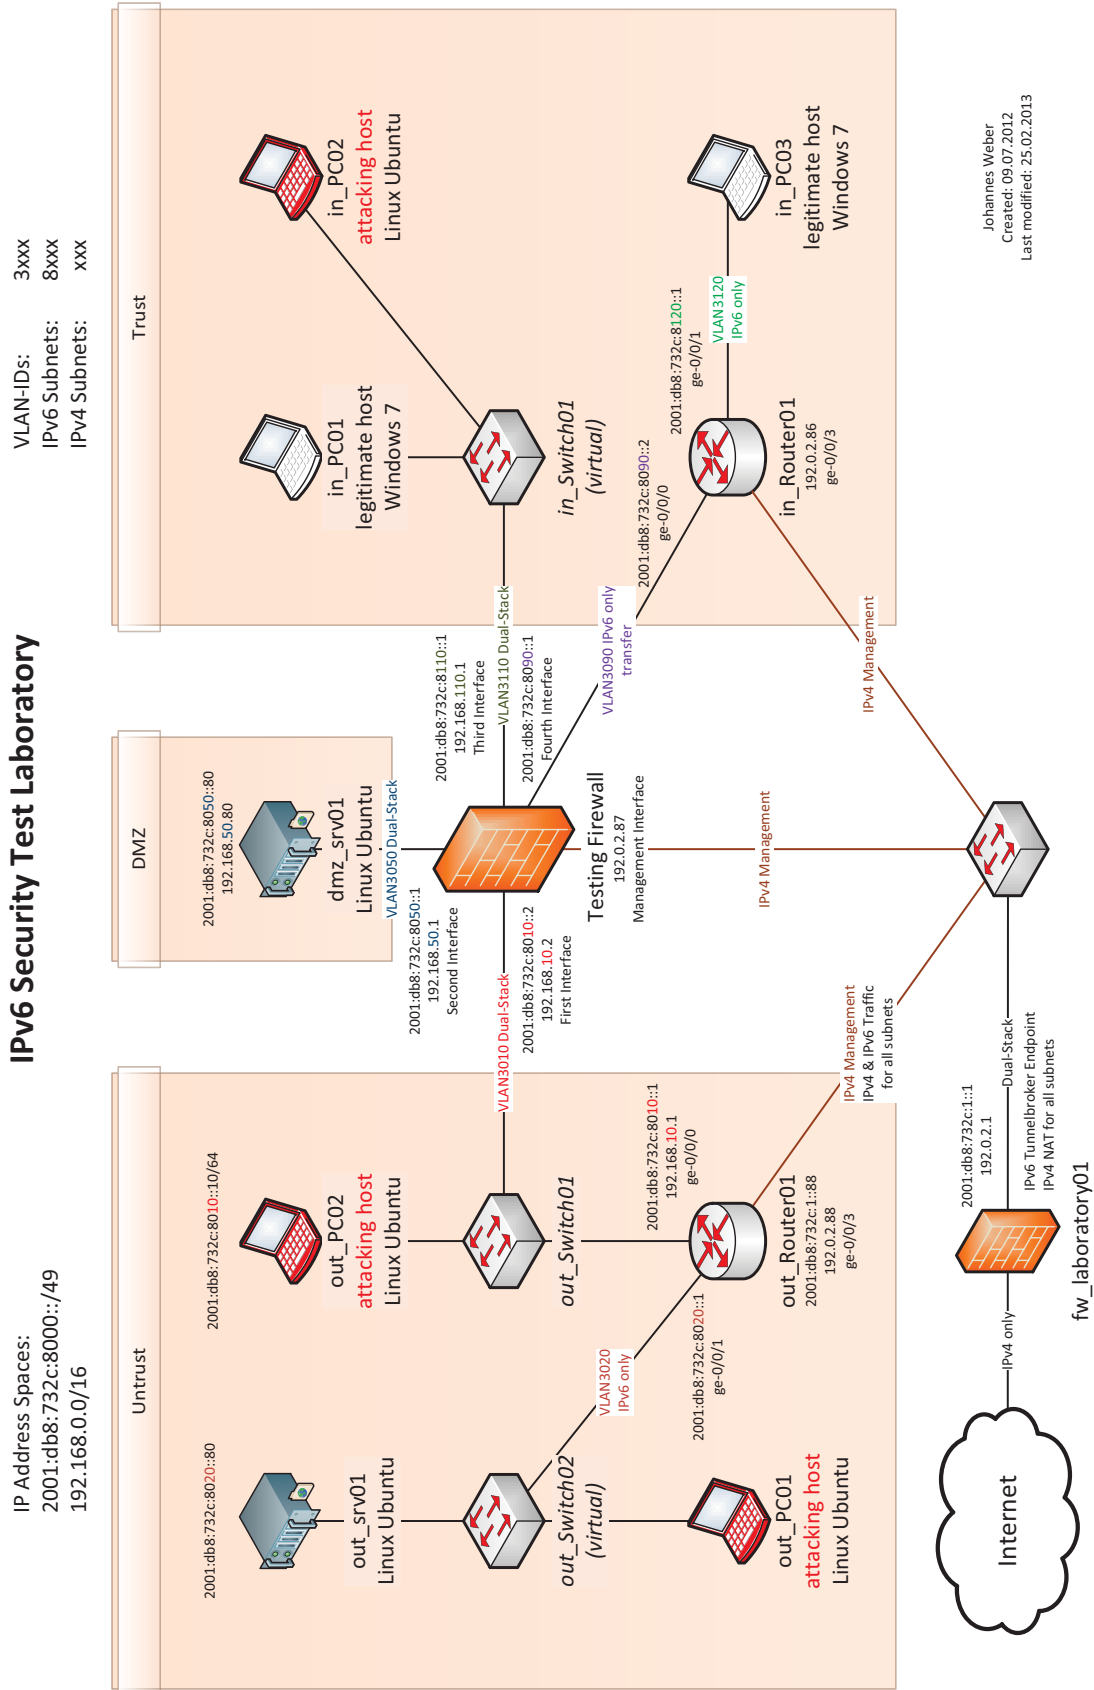 IPv6 Security Test Laboratory
IP Address Spaces:
2001:db8:732c:8000::/49
192.168.0.0/16
VLAN-IDs: 3xxx
IPv6 Subnets: 8xxx
IPv4 Subnets: xxx
Untrust
2001:db8:732c:8020::80
out_srv01
Linux Ubuntu
out_Switch02
(virtual)
out_PC01
attacking host
Linux Ubuntu
VLAN3020
IPv6 only
2001:db8:732c:8010::10/64
out_PC02
attacking host
Linux Ubuntu
out_Switch01
2001:db8:732c:8010::1
192.168.10.1
ge-0/0/0
2001:db8:732c:8020::1
ge-0/0/1
out_Router01
2001:db8:732c:1::88
192.0.2.88
ge-0/0/3
VLAN3010 Dual-Stack
DMZ
2001:db8:732c:8050::80
192.168.50.80
dmz_srv01
Linux Ubuntu
VLAN3050 Dual-Stack
2001:db8:732c:8050::1
192.168.50.1
Second Interface
2001:db8:732c:8010::2
192.168.10.2
First Interface
2001:db8:732c:8110::1
192.168.110.1
Third Interface
2001:db8:732c:8090::1
Fourth Interface
Testing Firewall
192.0.2.87
Management Interface
VLAN3110 Dual-Stack
VLAN3090 IPv6 only
transfer
Trust
in_PC01
legitimate host
Windows 7
in_PC02
attacking host
Linux Ubuntu
in_Switch01
(virtual)
2001:db8:732c:8090::2
ge-0/0/0
2001:db8:732c:8120::1
ge-0/0/1
VLAN3120
IPv6 only
in_Router01
192.0.2.86
ge-0/0/3
in_PC03
legitimate host
Windows 7
IPv4 Management
IPv4 Management
IPv4 Management
IPv4 & IPv6 Traffic
for all subnets
Internet
IPv4 only
fw_laboratory01
2001:db8:732c:1::1
192.0.2.1
Dual-Stack
IPv6 Tunnelbroker Endpoint
IPv4 NAT for all subnets
Johannes Weber
Created: 09.07.2012
Last modified: 25.02.2013